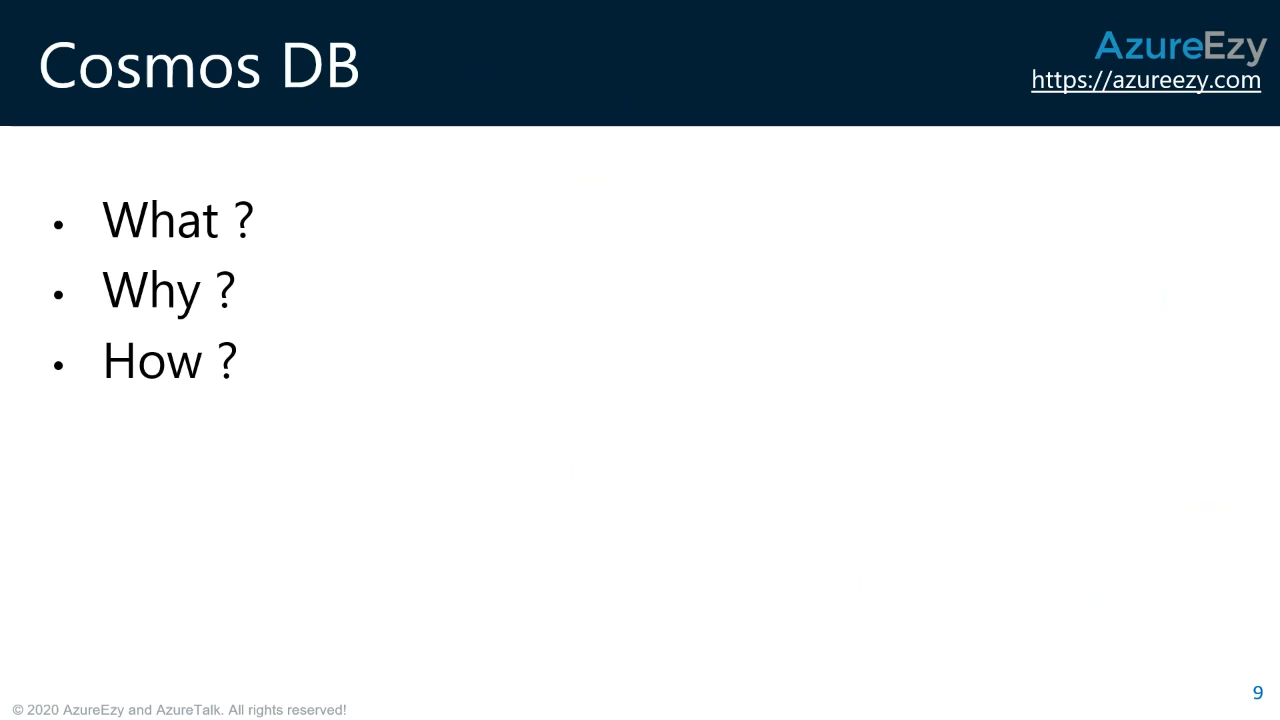 Cosmos DB
AzureEzy
https://azureezy.com
• What ?
• Why ?
• How ?
9
© 2020 AzureEzy and AzureTalk. All rights reserved!